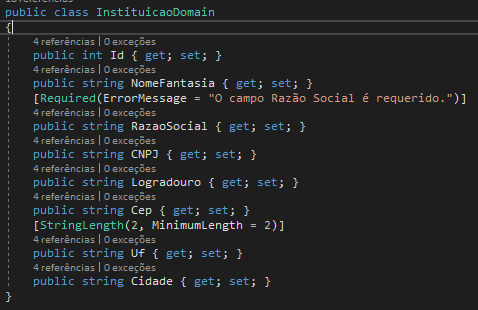 public class InstituicaoDomain
{
4 referências | 0 exceções
public int Id { get; set; }
4 referências | 0 exceções
public string NomeFantasia { get; set; }
[Required(ErrorMessage = "O campo Razão Social é requerido.")]
4 referências | 0 exceções
public string RazaoSocial { get; set; }
4 referências | 0 exceções
public string CNPJ { get; set; }
4 referências | 0 exceções
public string Logradouro { get; set; }
4 referências | 0 exceções
public string Cep { get; set; }
[StringLength(2, MinimumLength = 2)]
4 referências | 0 exceções
public string Uf { get; set; }
4 referências | 0 exceções
public string Cidade { get; set; }
}